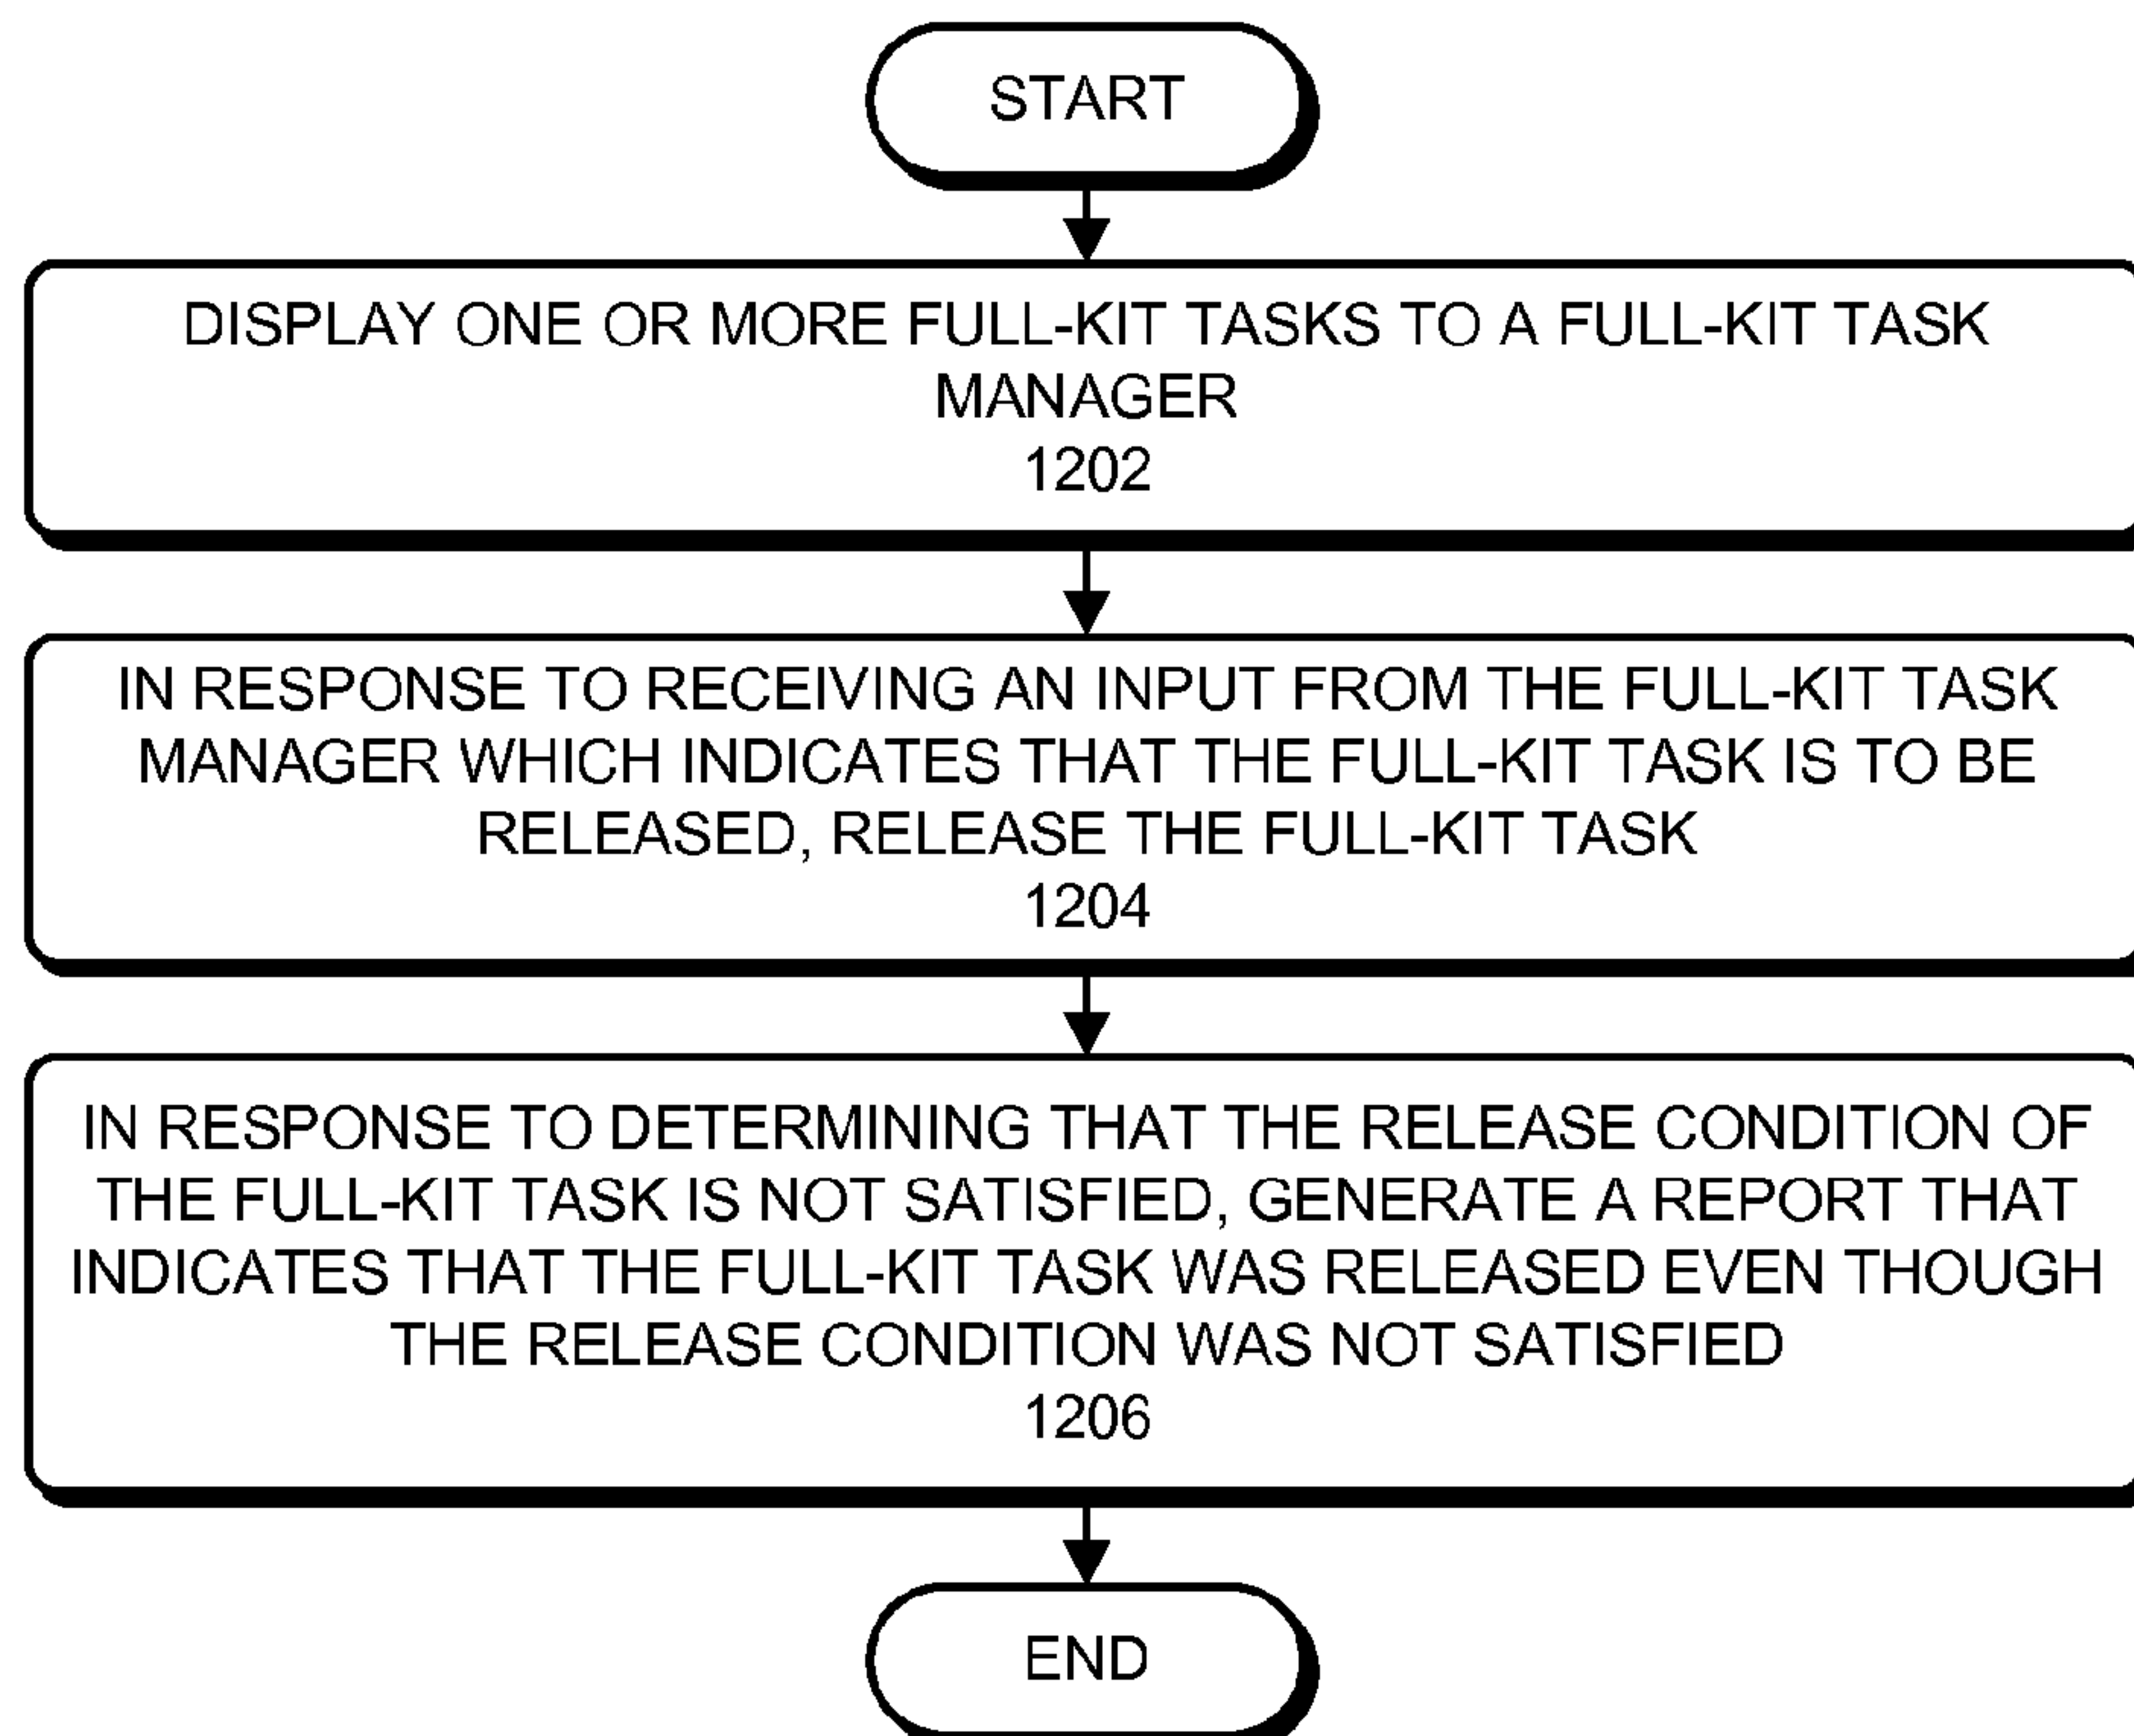 START
DISPLAY ONE OR MORE FULL-KIT TASKS TO A FULL-KIT TASK
MANAGER
1202
IN RESPONSE TO RECEIVING AN INPUT FROM THE FULL-KIT TASK
MANAGER WHICH INDICATES THAT THE FULL-KIT TASK IS TO BE
RELEASED, RELEASE THE FULL-KIT TASK
1204
IN RESPONSE TO DETERMINING THAT THE RELEASE CONDITION OF
THE FULL-KIT TASK IS NOT SATISFIED, GENERATE A REPORT THAT
INDICATES THAT THE FULL-KIT TASK WAS RELEASED EVEN THOUGH
THE RELEASE CONDITION WAS NOT SATISFIED
1206
END